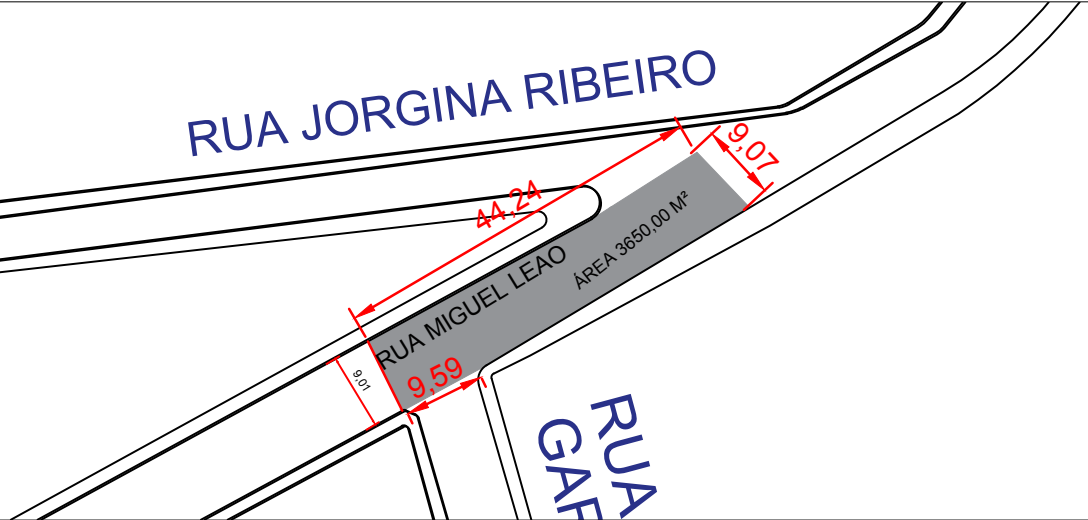 RUA JORGINA RIBEIRO
9,07
44,24
ÁREA 3650,00 M²
RUA MIGUEL LEAO
9,59
9,01
RUA